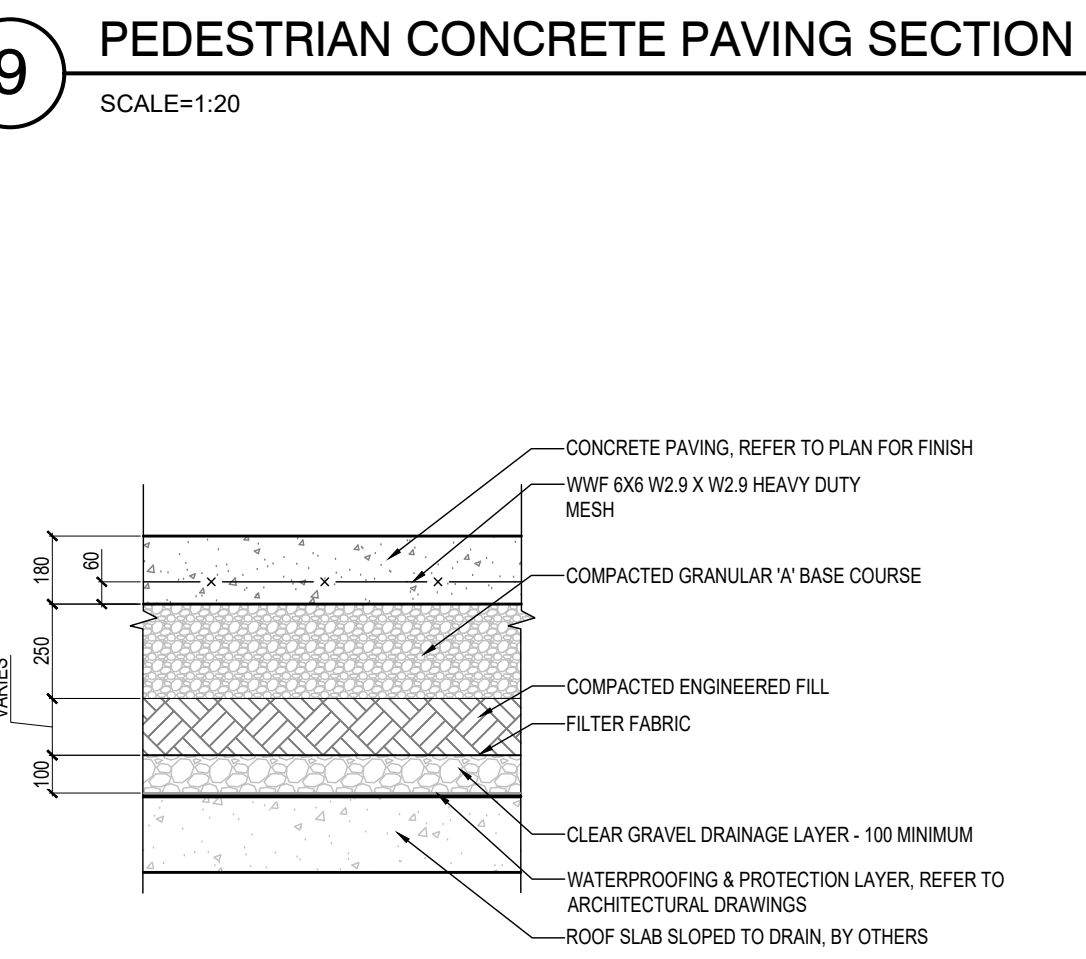 9
PEDESTRIAN CONCRETE PAVING SECTION
SCALE=1:20
CONCRETE PAVING, REFER TO PLAN FOR FINISH
WWF 6X6 W2.9 X W2.9 HEAVY DUTY
MESH
180
60
COMPACTED GRANULAR 'A' BASE COURSE
250
VARIES
COMPACTED ENGINEERED FILL
FILTER FABRIC
100
CLEAR GRAVEL DRAINAGE LAYER - 100 MINIMUM
WATERPROOFING & PROTECTION LAYER, REFER TO
ARCHITECTURAL DRAWINGS
ROOF SLAB SLOPED TO DRAIN, BY OTHERS